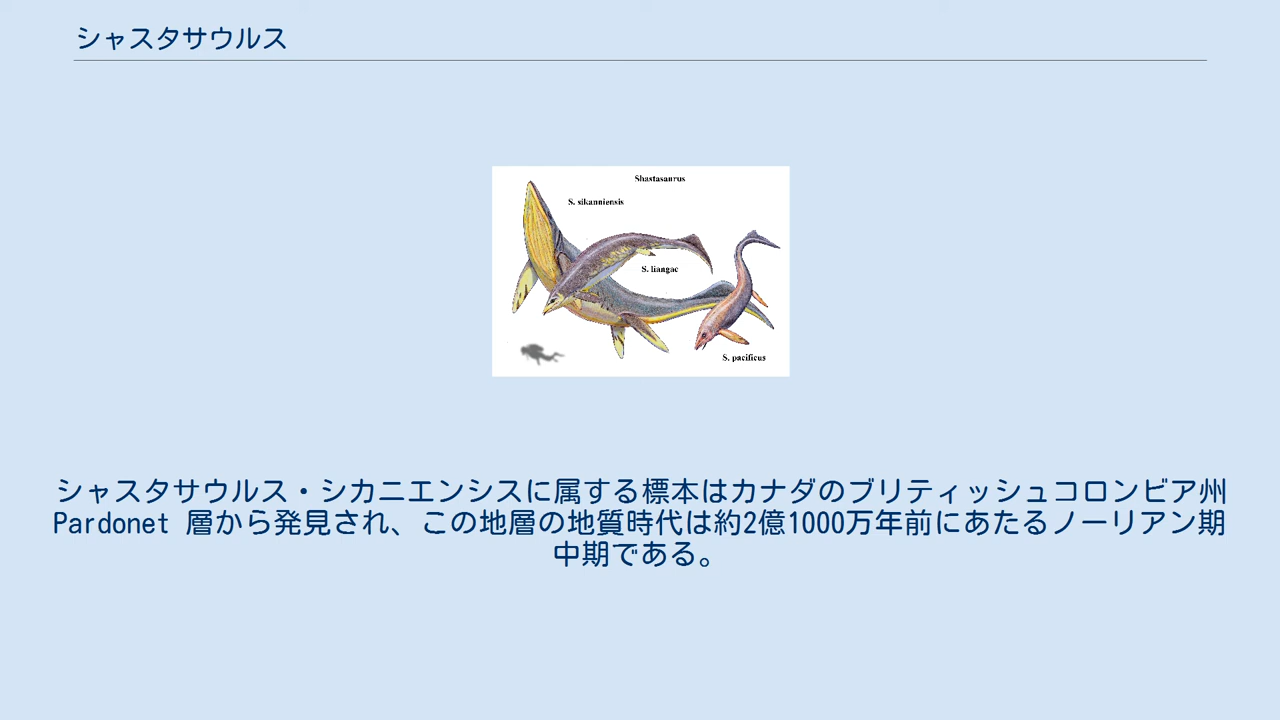 シャスタサウルス
Shastasaurus
S. sikanniensis
S. liangae
S. pacificus
シャスタサウルス・シカニエンシスに属する標本はカナダのブリティッシュコロンビア州
Pardonet 層から発見され、この地層の地質時代は約2億1000万年前にあたるノーリアン期
中期である。